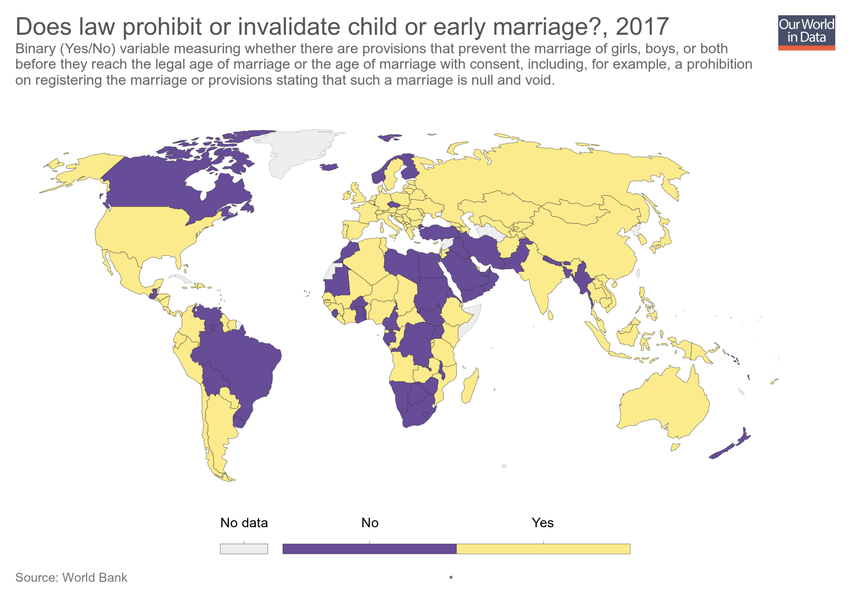 Does law prohibit or invalidate child or early marriage?, 2017
Our World
in Data
Binary (Yes/No) variable measuring whether there are provisions that prevent the marriage of girls, boys, or both
before they reach the legal age of marriage or the age of marriage with consent, including, for example, a prohibition
on registering the marriage or provisions stating that such a marriage is null and void.
No data
No
Yes
Source: World Bank